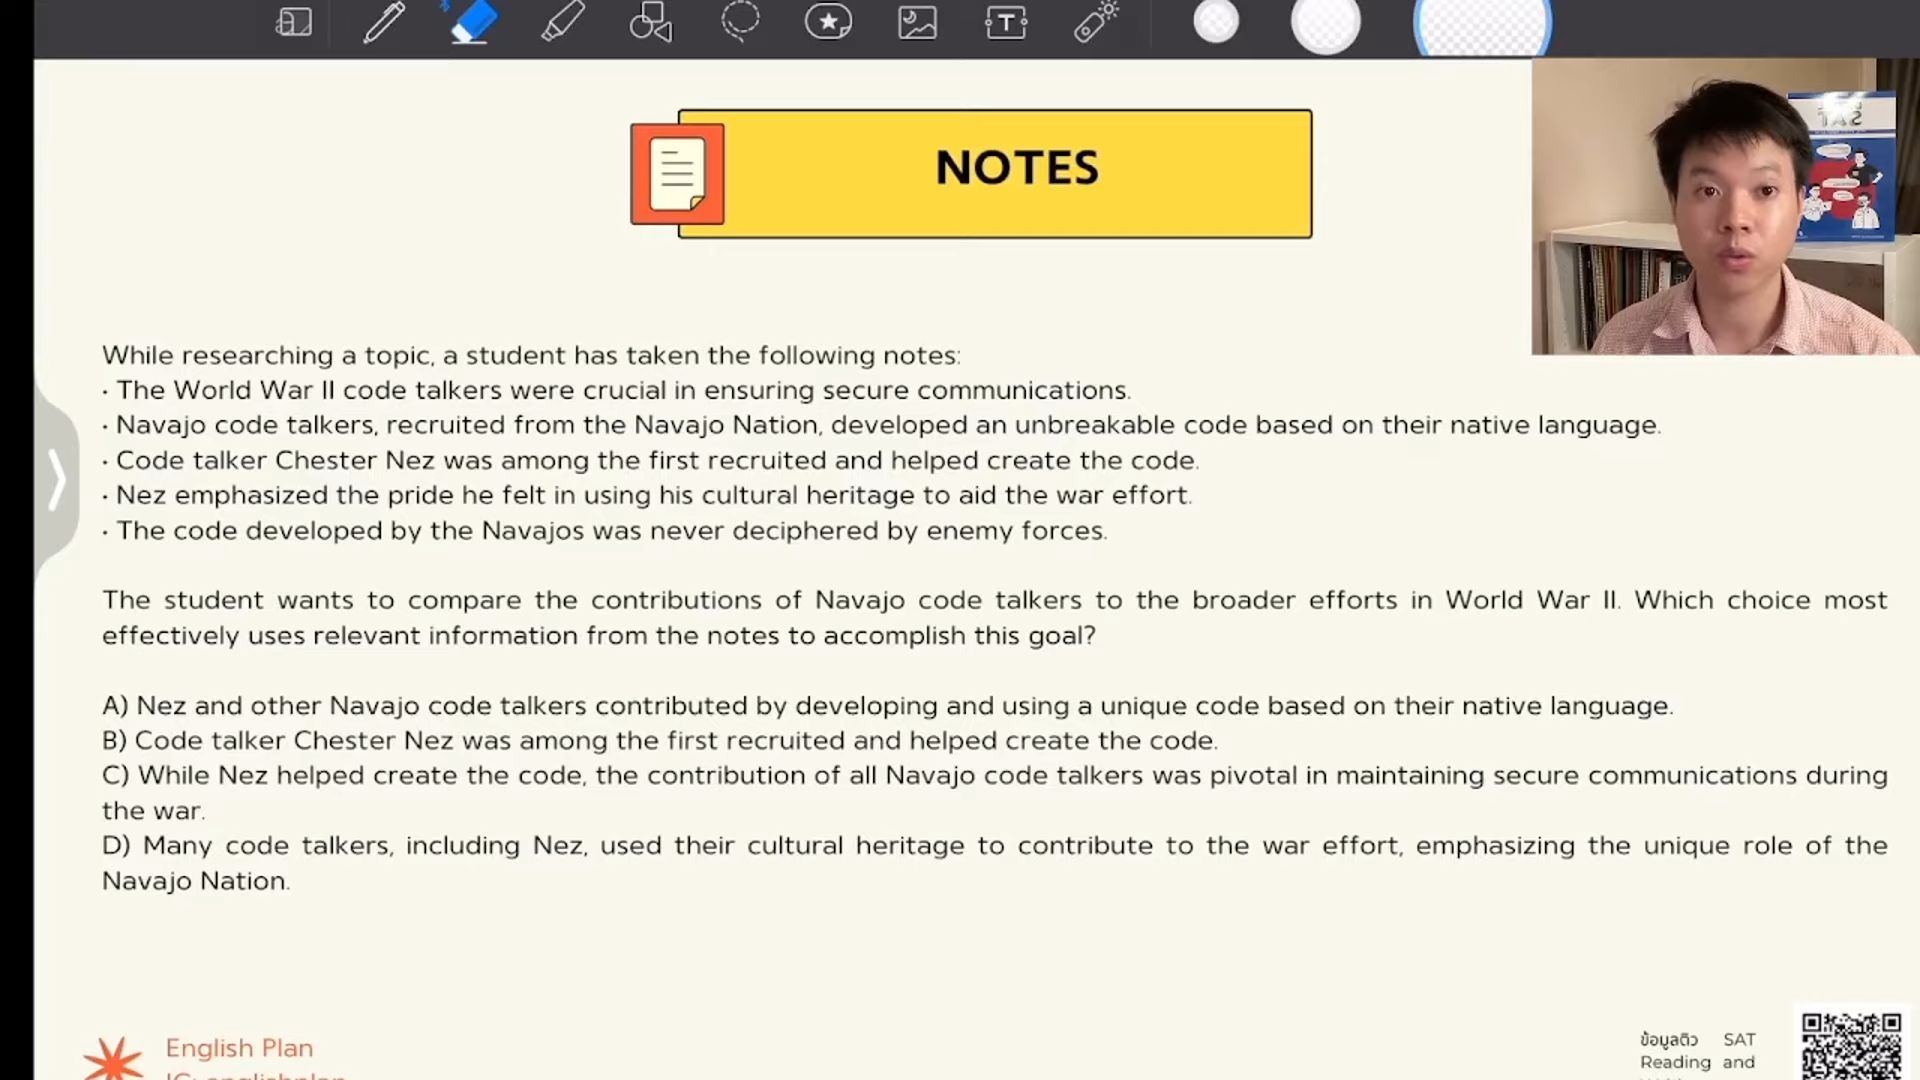 NOTES
While researching a topic, a student has taken the following notes:
· The World War II code talkers were crucial in ensuring secure communications.
· Navajo code talkers, recruited from the Navajo Nation, developed an unbreakable code based on their native language.
· Code talker Chester Nez was among the first recruited and helped create the code.
· Nez emphasized the pride he felt in using his cultural heritage to aid the war effort.
· The code developed by the Navajos was never deciphered by enemy forces.
The student wants to compare the contributions of Navajo code talkers to the broader efforts in World War II. Which choice most
effectively uses relevant information from the notes to accomplish this goal?
A) Nez and other Navajo code talkers contributed by developing and using a unique code based on their native language.
B) Code talker Chester Nez was among the first recruited and helped create the code.
C) While Nez helped create the code, the contribution of all Navajo code talkers was pivotal in maintaining secure communications during
the war.
D) Many code talkers, including Nez, used their cultural heritage to contribute to the war effort, emphasizing the unique role of the
Navajo Nation.
English Plan
ข้อมูลติว SAT
Reading and